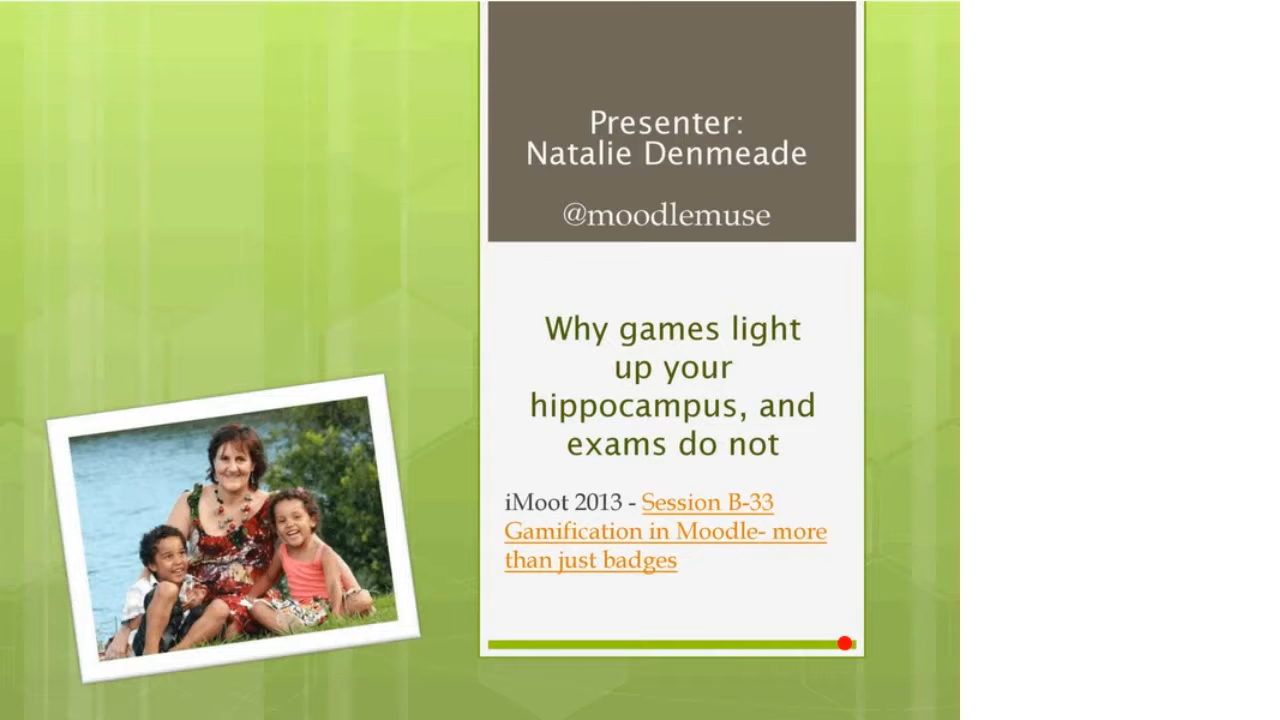 Presenter:
Natalie Denmeade
@moodlemuse
Why games light
up your
hippocampus, and
exams do not
iMoot 2013 - Session B-33
Gamification in Moodle- more
than just badges